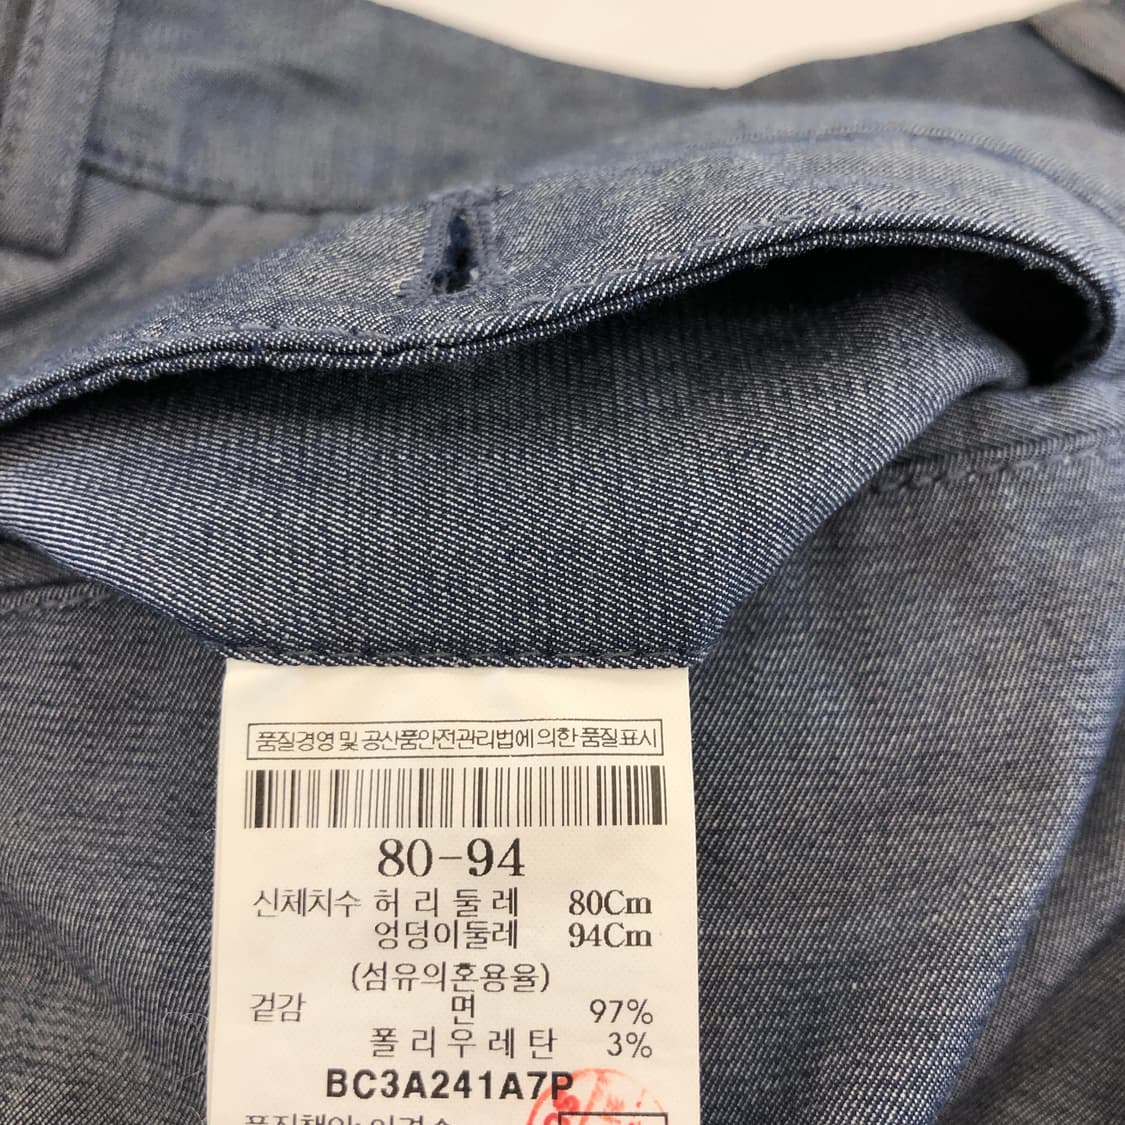 품질경영 및 공산품안전관리법에 의한 품질표시
80-94
신체치수 허리둘레 80Cm
엉덩이둘레 94Cm
(섬유의혼용율)
겉감 면 97%
폴리우레탄 3%
BC3A241A7P